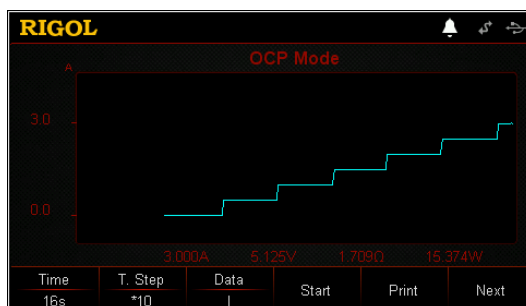 RIGOL
OCP Mode
A
3.0
0.0
3.000A 5.125V 1.709Ω 15.374W
Time T. Step Data Start Print Next
16s *10 I